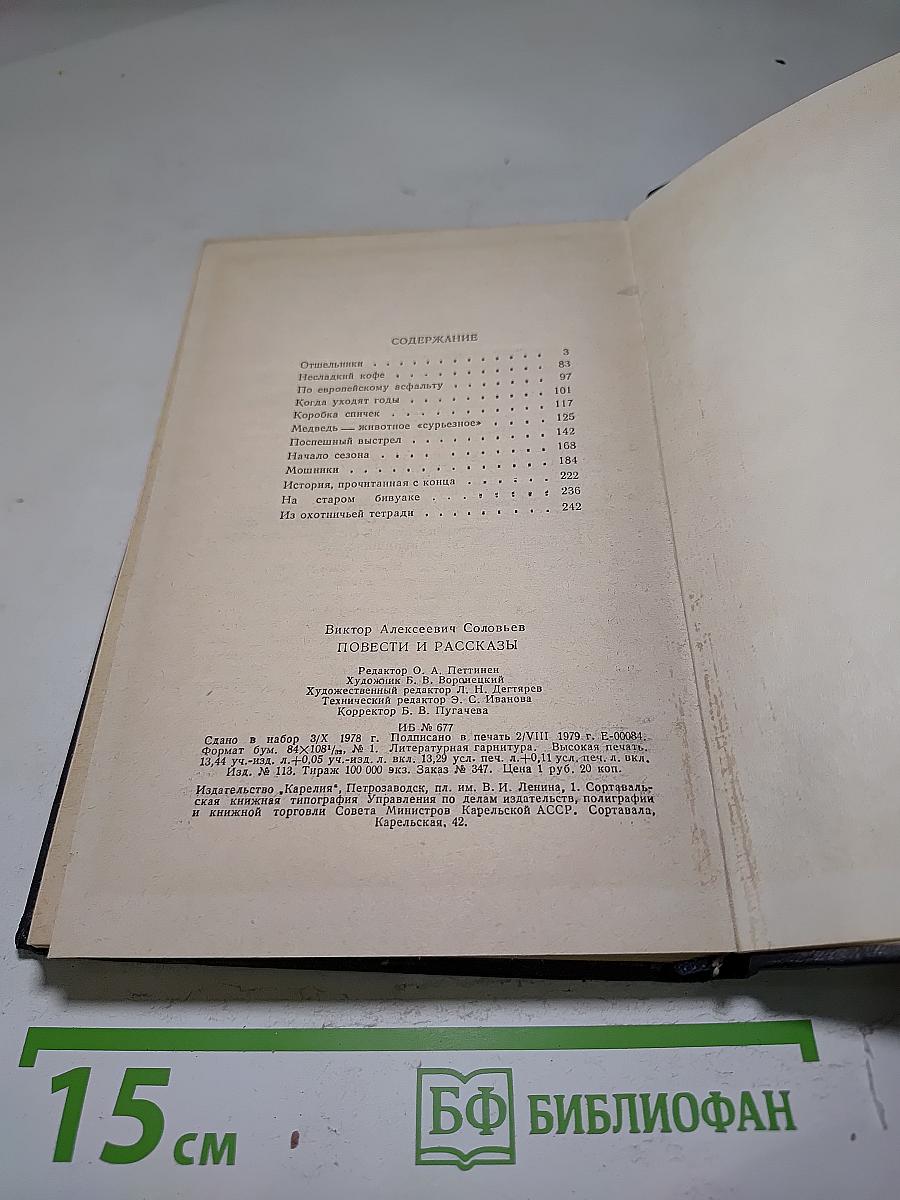 СОДЕРЖАНИЕ
Отшельники . . . . . . . . . . . . 3
Несладкий кофе . . . . . . . . . . 83
По европейскому асфальту . . . . . . 97
Когда уходят годы . . . . . . . . . 101
Коробка спичек . . . . . . . . . . 117
Медведь — животное «сурьезное» . . . . 125
Поспешный выстрел . . . . . . . . . 142
Начало сезона . . . . . . . . . . 168
Мошники . . . . . . . . . . . . 184
История, прочитанная с конца . . . . . . 222
На старом бивуаке . . . . . . . . 236
Из охотничьей тетради . . . . . . . . . 242
Виктор Алексеевич Соловьев
ПОВЕСТИ И РАССКАЗЫ
Редактор О. А. Петтинен
Художник Б. В. Воронецкий
Художественный редактор Л. Н. Дегтярев
Технический редактор Э. С. Иванова
Корректор Б. В. Пугачева
ИБ № 677
Сдано в набор 3/X 1978 г. Подписано в печать 2/VIII 1979 г. Е-00084.
Формат бум. 84×108¹/₃₂, № 1. Литературная гарнитура. Высокая печать.
13,44 уч.-изд. л.+0,05 уч.-изд. л. вкл. 13,29 усл. печ. л.+0,11 усл. печ. л. вкл.
Изд. № 113. Тираж 100 000 экз. Заказ № 347. Цена 1 руб. 20 коп.
Издательство „Карелия“, Петрозаводск, пл. им. В. И. Ленина, 1. Сортаваль-
ская книжная типография Управления по делам издательств, полиграфии
и книжной торговли Совета Министров Карельской АССР. Сортавала,
Карельская, 42.
15 см
БФ БИБЛИОФАН